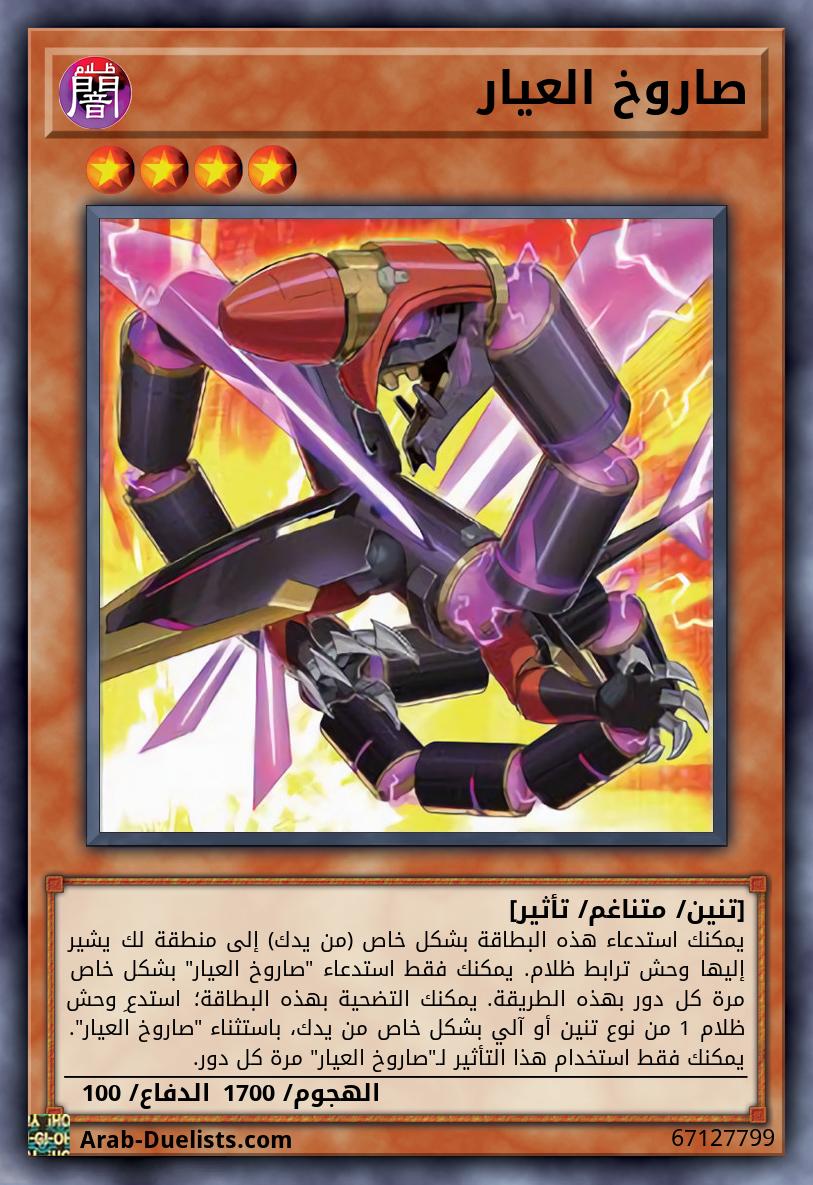 صاروخ العيار
ظلام
闇
[تنين/ متناغم/ تأثير]
يمكنك استدعاء هذه البطاقة بشكل خاص (من يدك) إلى منطقة لك يشير
إليها وحش ترابط ظلام. يمكنك فقط استدعاء "صاروخ العيار" بشكل خاص
مرة كل دور بهذه الطريقة. يمكنك التضحية بهذه البطاقة؛ استدعِ وحش
ظلام 1 من نوع تنين أو آلي بشكل خاص من يدك، باستثناء "صاروخ العيار".
يمكنك فقط استخدام هذا التأثير لـ"صاروخ العيار" مرة كل دور.
الهجوم/ 1700 الدفاع/ 100
Arab-Duelists.com
67127799